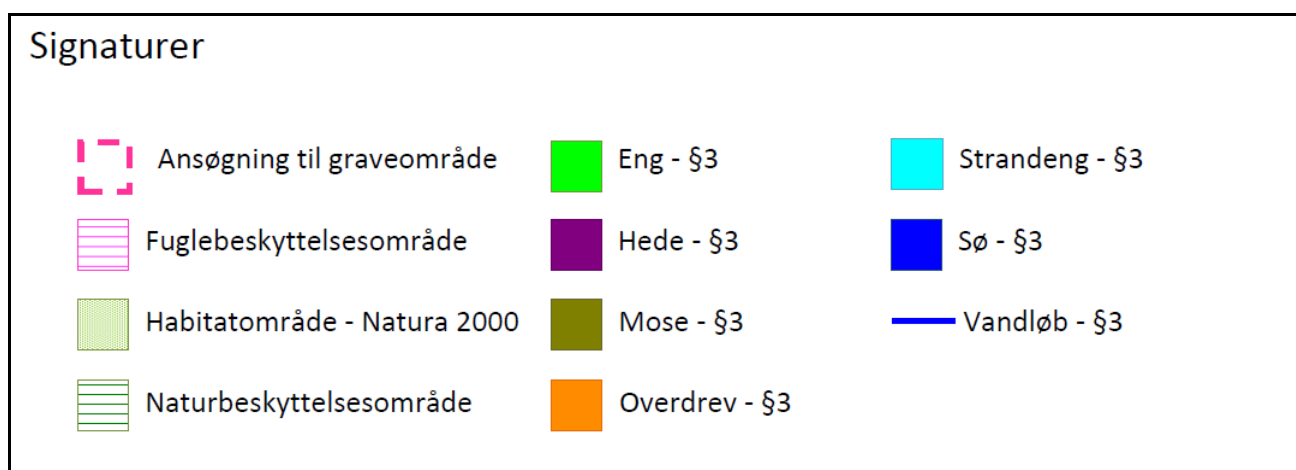 Signaturer
Ansøgning til graveområde
Fuglebeskyttelsesområde
Habitatområde - Natura 2000
Naturbeskyttelsesområde
Eng - §3
Hede - §3
Mose - §3
Overdrev - §3
Strandeng - §3
Sø - §3
Vandløb - §3